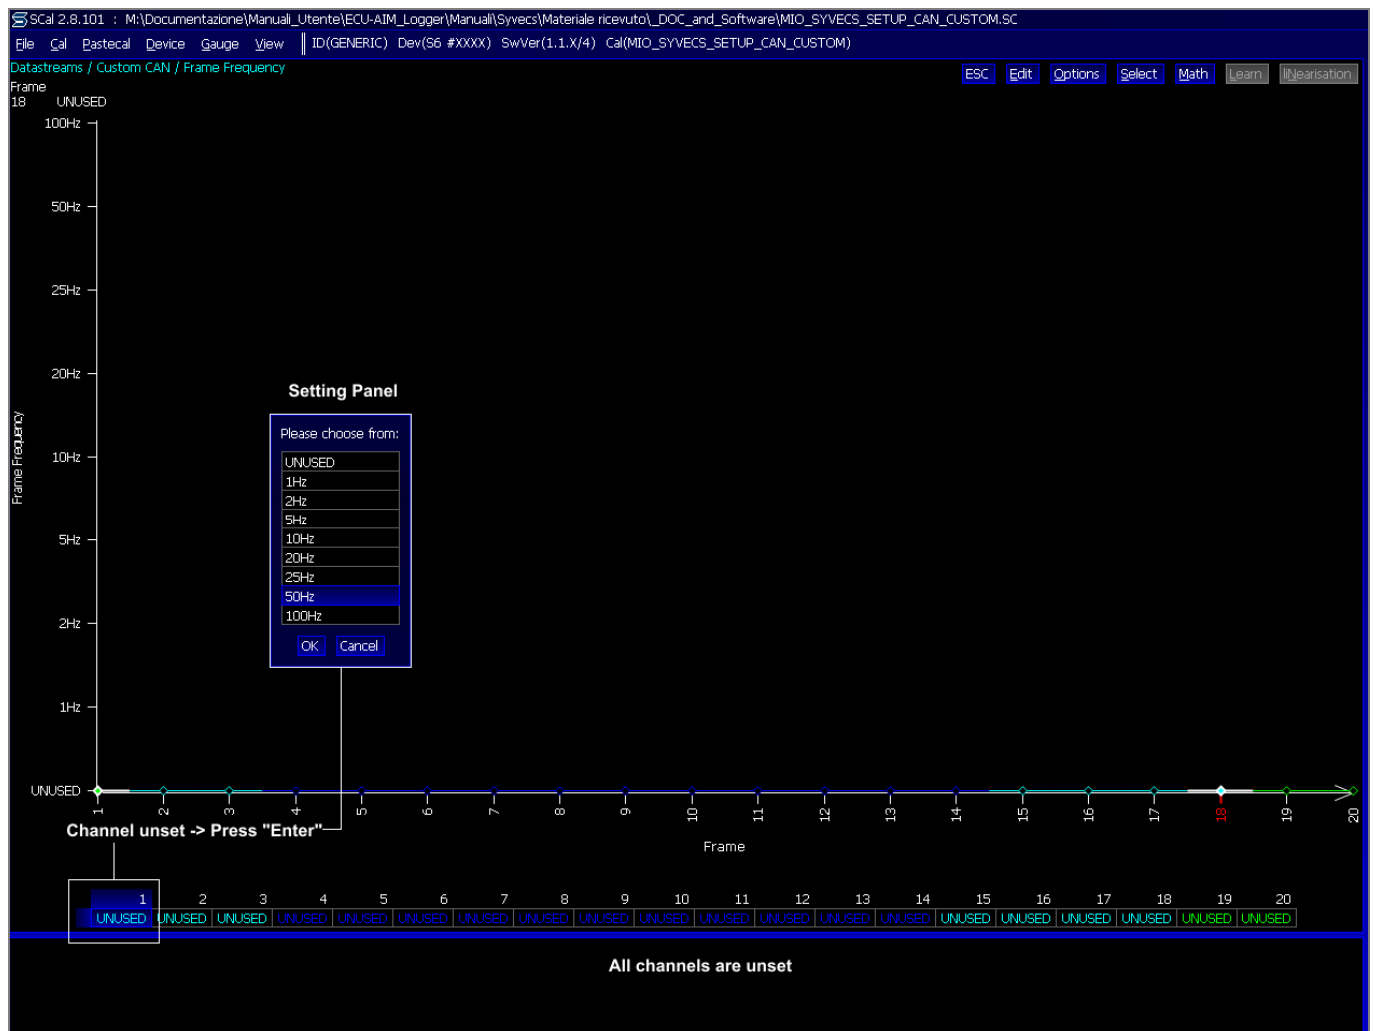 SCal 2.8.101 : M:\Documentazione\Manuali_Utente\ECU-AIM_Logger\Manuali\Syvecs\Materiale ricevuto\_DOC_and_Software\MIO_SYVECS_SETUP_CAN_CUSTOM.SC
File Cal Pastecal Device Gauge View ID(GENERIC) Dev(S6 #XXXX) SwVer(1.1.X/4) Cal(MIO_SYVECS_SETUP_CAN_CUSTOM)
Datastreams / Custom CAN / Frame Frequency
ESC Edit Options Select Math Learn liNearisation
Frame
18 UNUSED
100Hz
50Hz
25Hz
20Hz
10Hz
5Hz
2Hz
1Hz
UNUSED
Frame Frequency
Setting Panel
Please choose from:
UNUSED
1Hz
2Hz
5Hz
10Hz
20Hz
25Hz
50Hz
100Hz
OK Cancel
1 2 3 4 5 6 7 8 9 10 11 12 13 14 15 16 17 18 19 20
Channel unset -> Press "Enter"
Frame
1 2 3 4 5 6 7 8 9 10 11 12 13 14 15 16 17 18 19 20
UNUSED UNUSED UNUSED UNUSED UNUSED UNUSED UNUSED UNUSED UNUSED UNUSED UNUSED UNUSED UNUSED UNUSED UNUSED UNUSED UNUSED UNUSED UNUSED UNUSED
All channels are unset